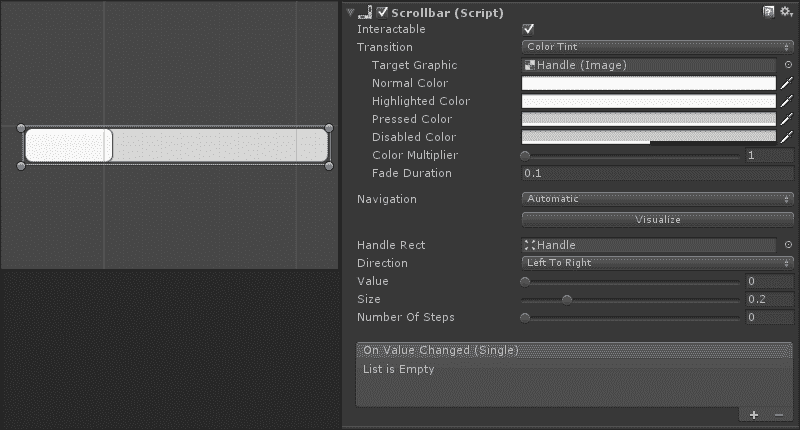 Scrollbar (Script)
Interactable
Transition Color Tint
Target Graphic Handle (Image)
Normal Color
Highlighted Color
Pressed Color
Disabled Color
Color Multiplier 1
Fade Duration 0.1
Navigation Automatic
Visualize
Handle Rect Handle
Direction Left To Right
Value 0
Size 0.2
Number Of Steps 0
On Value Changed (Single)
List is Empty